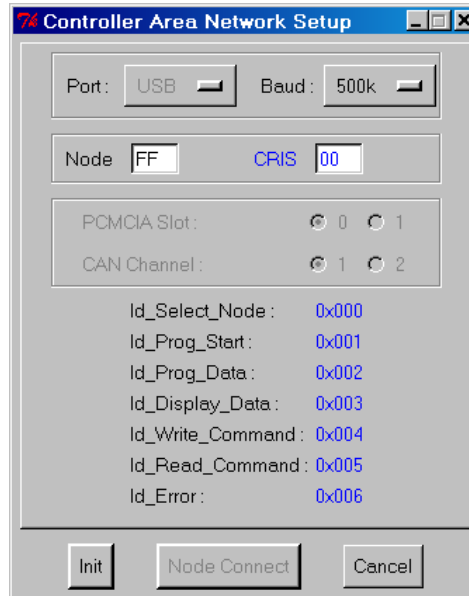 Controller Area Network Setup
Port : USB Baud : 500k
Node FF CRIS 00
PCMCIA Slot : 0 1
CAN Channel : 1 2
Id_Select_Node : 0x000
Id_Prog_Start : 0x001
Id_Prog_Data : 0x002
Id_Display_Data : 0x003
Id_Write_Command : 0x004
Id_Read_Command : 0x005
Id_Error : 0x006
Init Node Connect Cancel